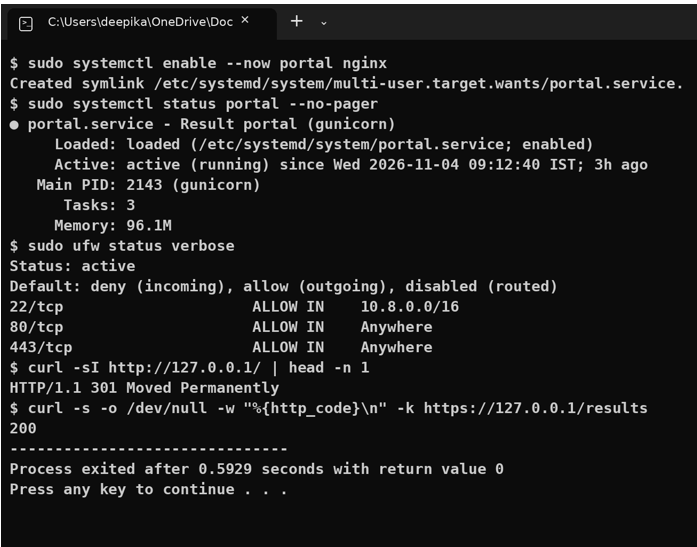 C:\Users\deepika\OneDrive\Doc
$ sudo systemctl enable --now portal nginx
Created symlink /etc/systemd/system/multi-user.target.wants/portal.service.
$ sudo systemctl status portal --no-pager
● portal.service - Result portal (gunicorn)
     Loaded: loaded (/etc/systemd/system/portal.service; enabled)
     Active: active (running) since Wed 2026-11-04 09:12:40 IST; 3h ago
   Main PID: 2143 (gunicorn)
      Tasks: 3
     Memory: 96.1M
$ sudo ufw status verbose
Status: active
Default: deny (incoming), allow (outgoing), disabled (routed)
22/tcp                     ALLOW IN    10.8.0.0/16
80/tcp                     ALLOW IN    Anywhere
443/tcp                    ALLOW IN    Anywhere
$ curl -sI http://127.0.0.1/ | head -n 1
HTTP/1.1 301 Moved Permanently
$ curl -s -o /dev/null -w "%{http_code}\n" -k https://127.0.0.1/results
200
-------------------------------
Process exited after 0.5929 seconds with return value 0
Press any key to continue . . .